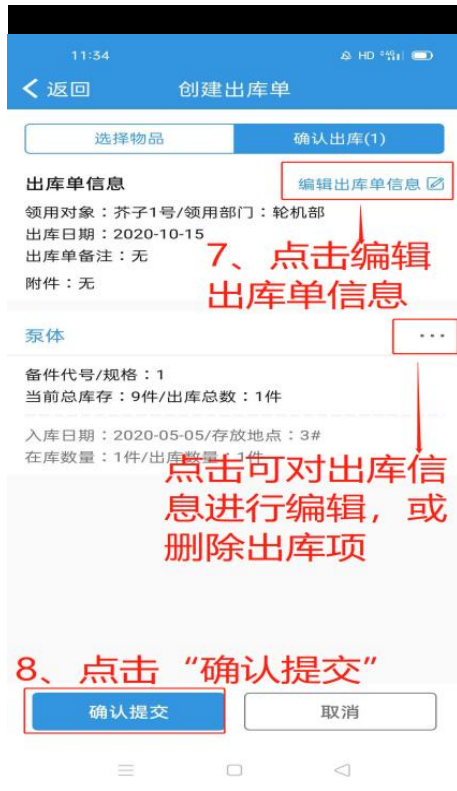 11:34
HD
返回
创建出库单
选择物品
确认出库(1)
出库单信息
编辑出库单信息
领用对象：芥子1号/领用部门：轮机部
出库日期：2020-10-15
出库单备注：无
附件：无
7、点击编辑
出库单信息
泵体
...
备件代号/规格：1
当前总库存：9件/出库总数：1件
入库日期：2020-05-05/存放地点：3#
在库数量：1件/出库数量：1件
点击可对出库信
息进行编辑，或
删除出库项
8、点击“确认提交”
确认提交
取消